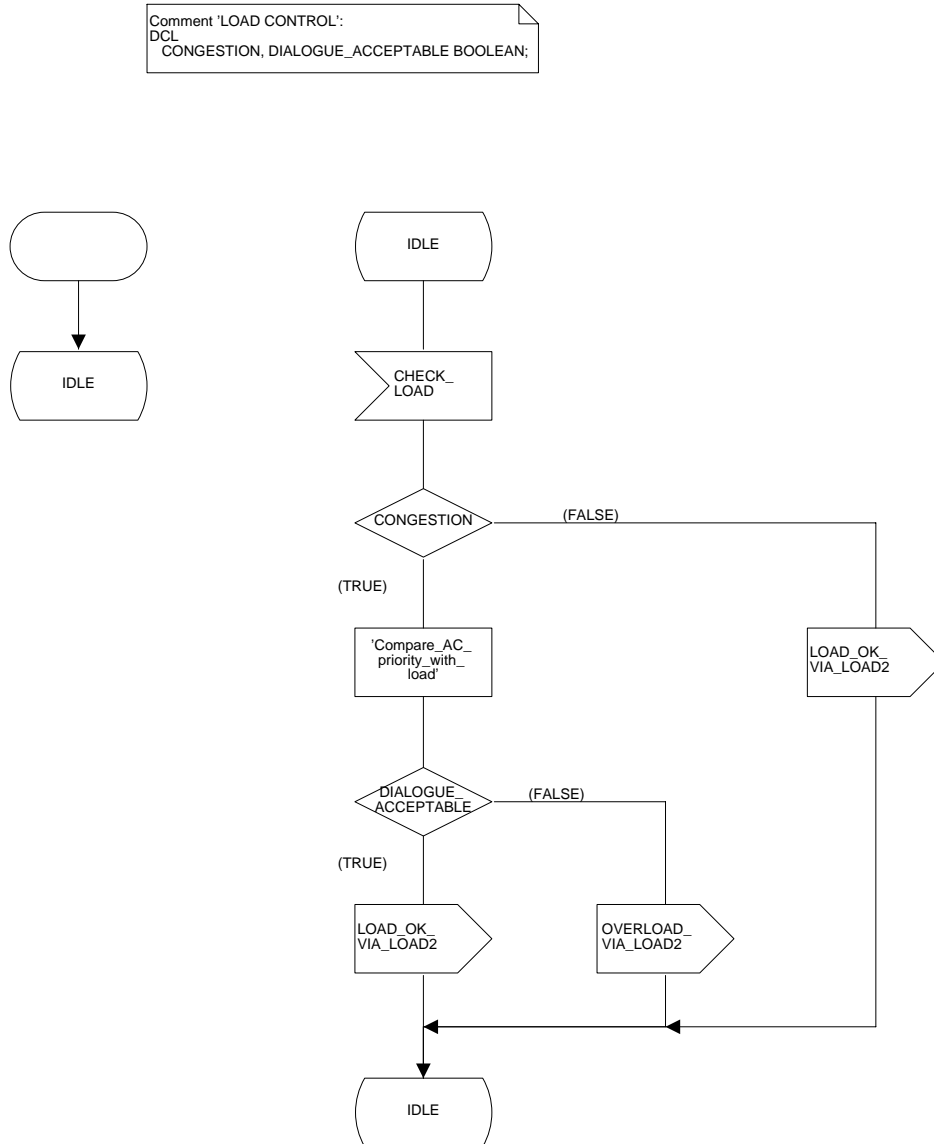 Comment 'LOAD CONTROL':
DCL
CONGESTION, DIALOGUE_ACCEPTABLE BOOLEAN;
IDLE
IDLE
CHECK_
LOAD
CONGESTION
(FALSE)
(TRUE)
'Compare_AC_
priority_with_
load'
LOAD_OK_
VIA_LOAD2
DIALOGUE_
ACCEPTABLE
(FALSE)
(TRUE)
LOAD_OK_
VIA_LOAD2
OVERLOAD_
VIA_LOAD2
IDLE